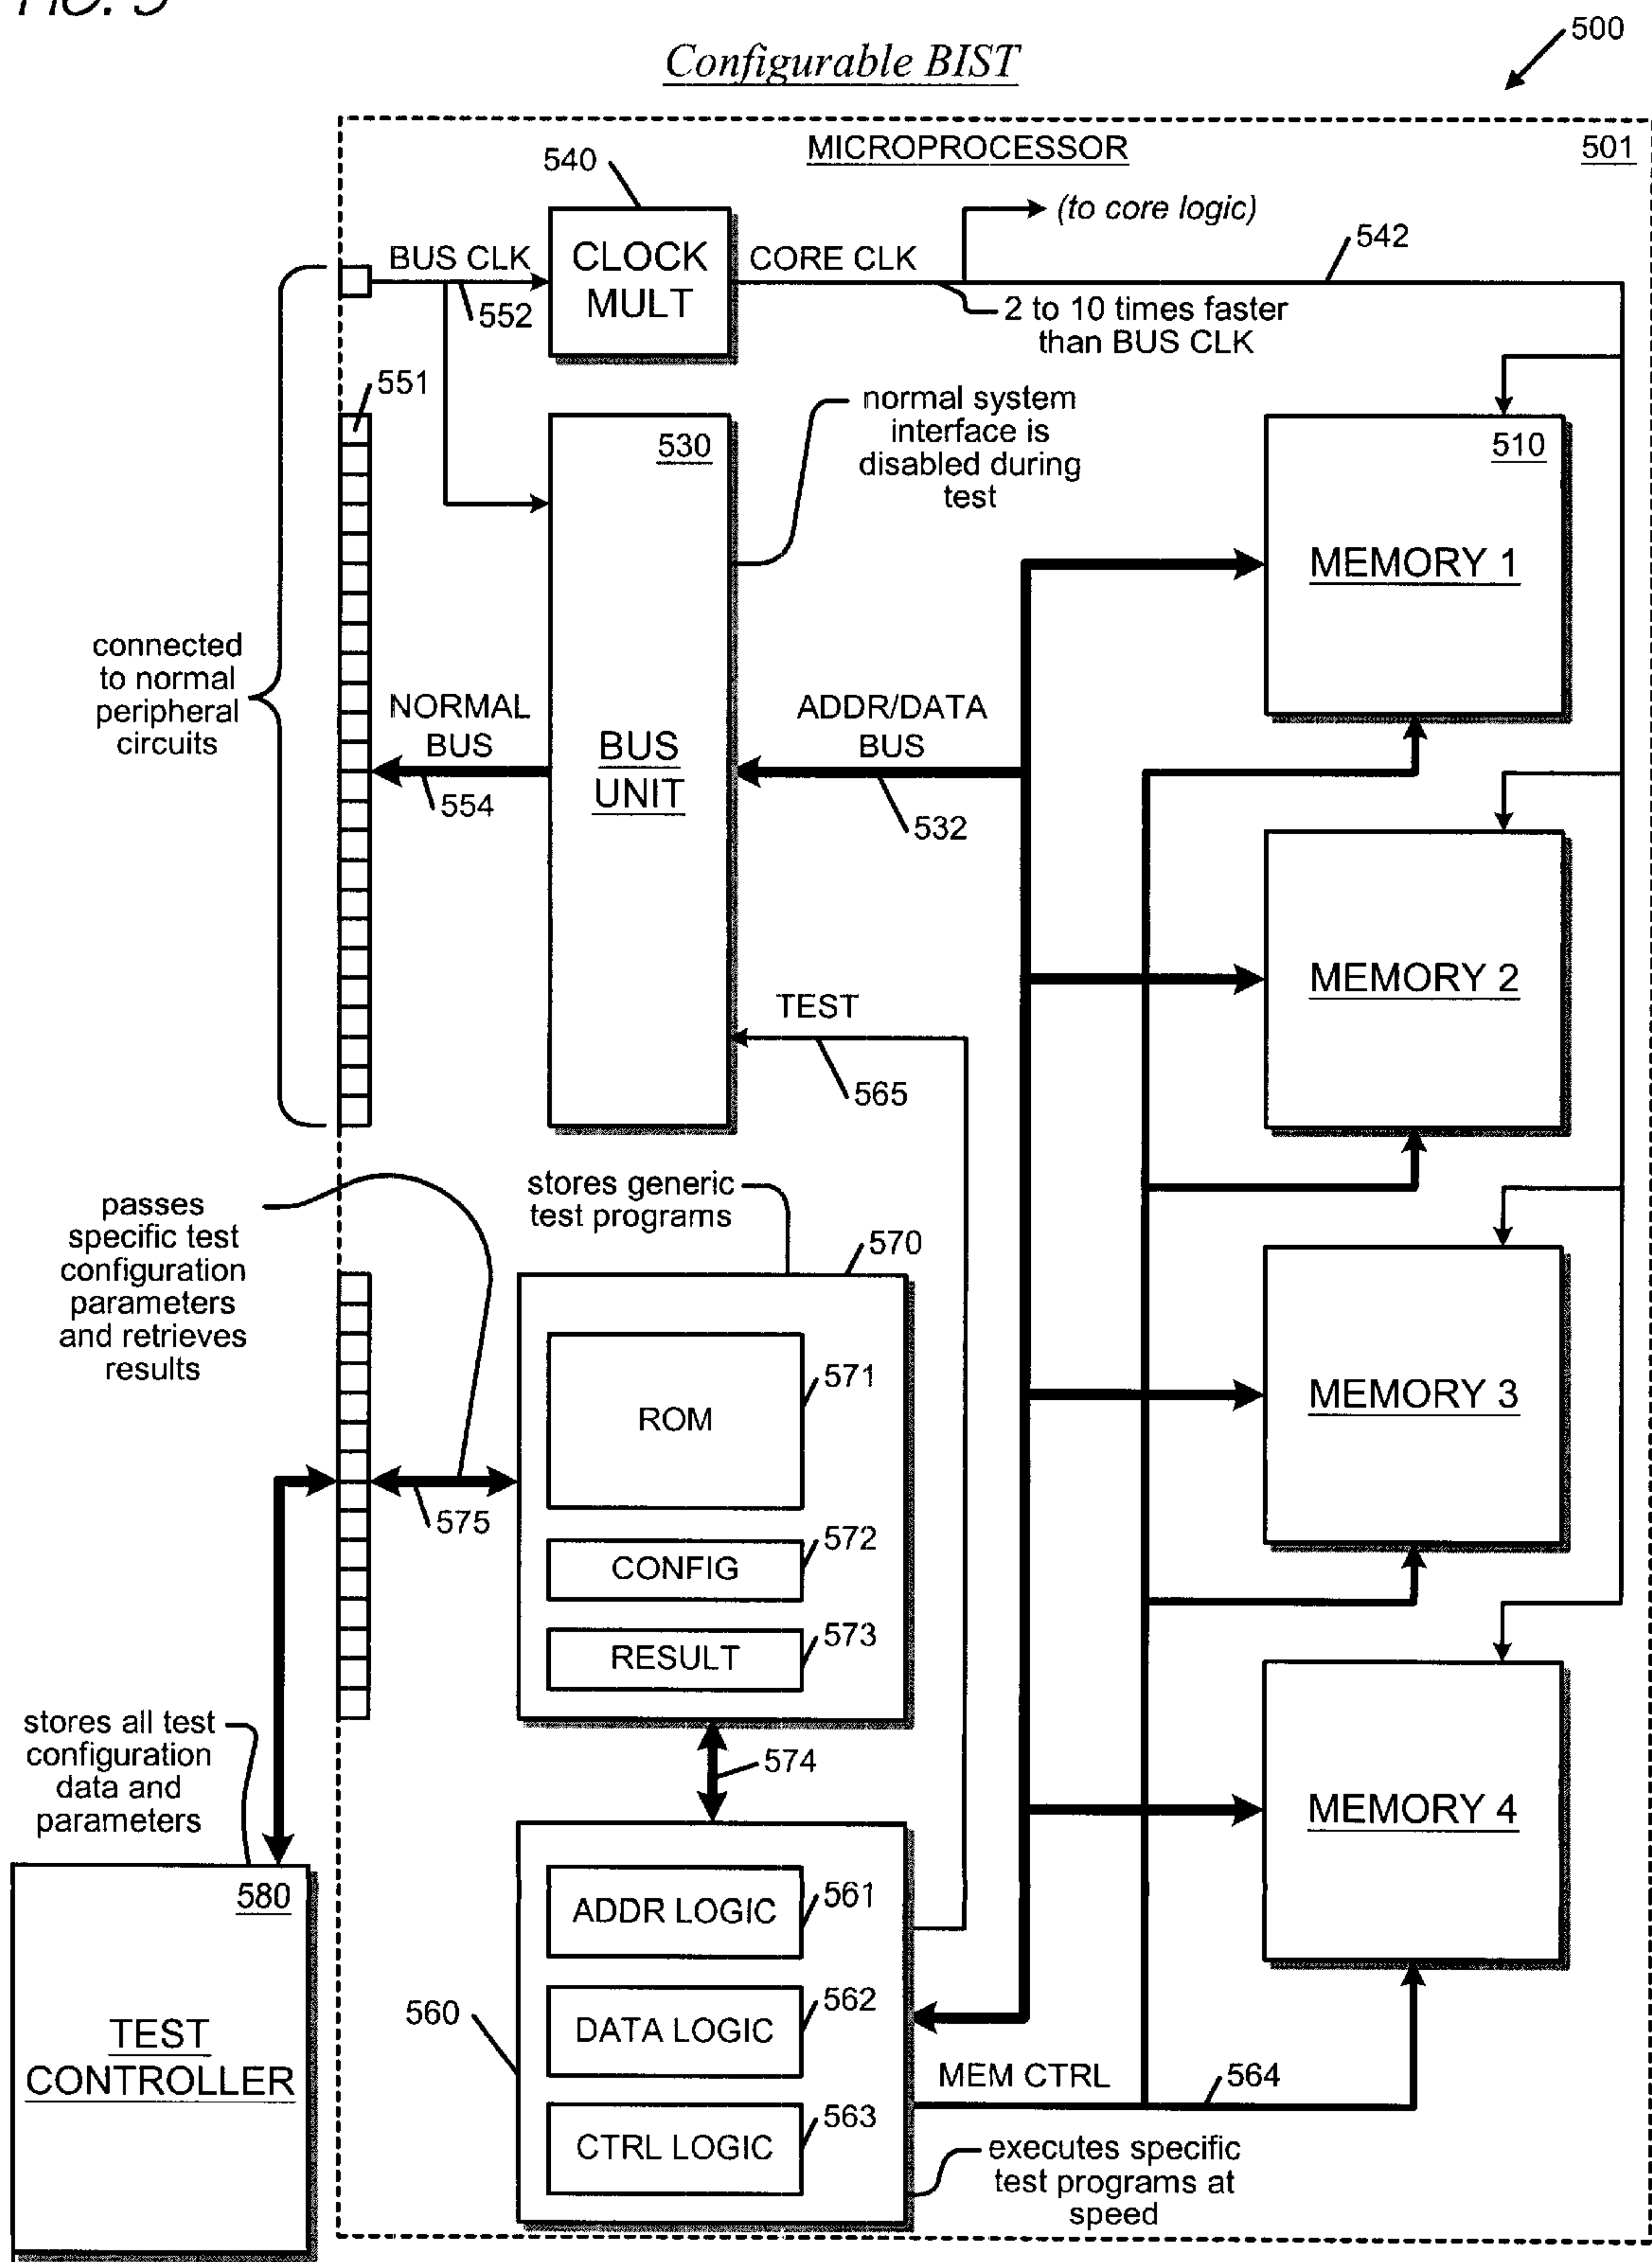 FIG. 5
500
Configurable BIST
MICROPROCESSOR
501
540
(to core logic)
542
BUS CLK
552
CLOCK
MULT
CORE CLK
2 to 10 times faster
than BUS CLK
551
530
normal system
interface is
disabled during
test
510
MEMORY 1
connected
to normal
peripheral
circuits
NORMAL
BUS
554
BUS
UNIT
ADDR/DATA
BUS
532
MEMORY 2
TEST
565
passes
specific test
configuration
parameters
and retrieves
results
stores generic
test programs
570
ROM
571
575
CONFIG
572
RESULT
573
MEMORY 3
574
stores all test
configuration
data and
parameters
MEMORY 4
580
TEST
CONTROLLER
560
ADDR LOGIC
561
DATA LOGIC
562
CTRL LOGIC
563
MEM CTRL
564
executes specific
test programs at
speed